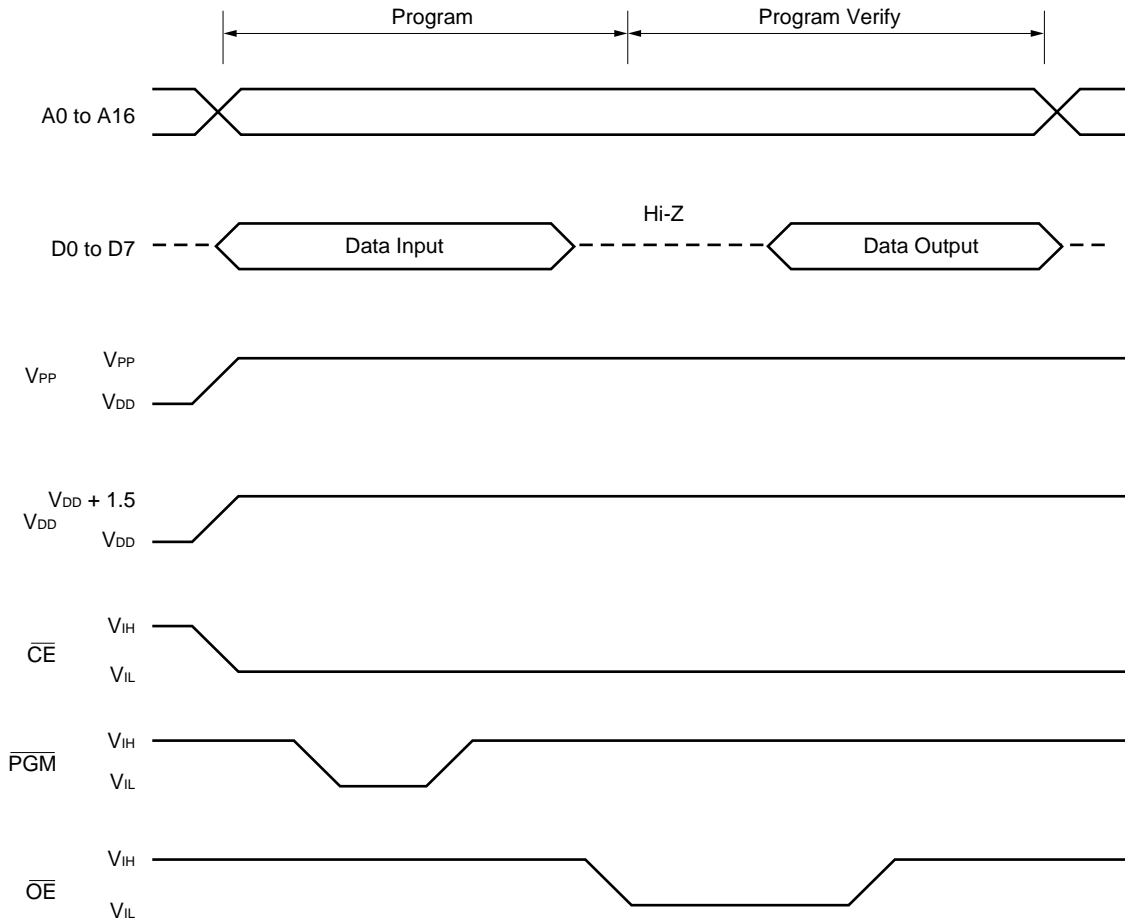 Program
Program Verify
A0 to A16
D0 to D7
Data Input
Hi-Z
Data Output
VPP
VPP
VDD
VDD + 1.5
VDD
VDD
VIH
CE
VIL
VIH
PGM
VIL
VIH
OE
VIL